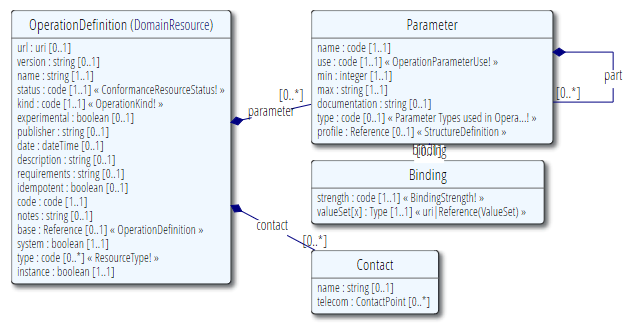 OperationDefinition (DomainResource)
url : uri [0..1]
version : string [0..1]
name : string [1..1]
status : code [1..1] « ConformanceResourceStatus! »
kind : code [1..1] « OperationKind! »
experimental : boolean [0..1]
publisher : string [0..1]
date : dateTime [0..1]
description : string [0..1]
requirements : string [0..1]
idempotent : boolean [0..1]
code : code [1..1]
notes : string [0..1]
base : Reference [0..1] « OperationDefinition »
system : boolean [1..1]
type : code [0..*] « ResourceType! »
instance : boolean [1..1]
[0..*]
parameter
Parameter
name : code [1..1]
use : code [1..1] « OperationParameterUse! »
min : integer [1..1]
max : string [1..1]
documentation : string [0..1]
type : code [0..1] « Parameter Types used in Opera...! »
profile : Reference [0..1] « StructureDefinition »
part
[0..*]
binding
[0..1]
Binding
strength : code [1..1] « BindingStrength! »
valueSet[x] : Type [1..1] « uri|Reference(ValueSet) »
contact
[0..*]
Contact
name : string [0..1]
telecom : ContactPoint [0..*]